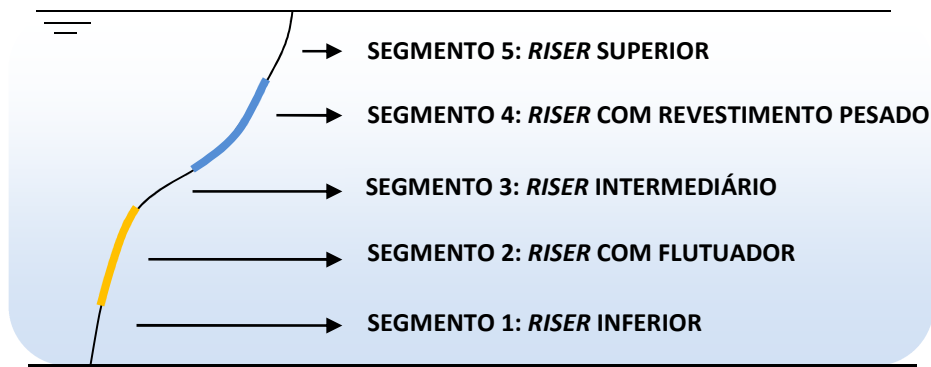 SEGMENTO 5: RISER SUPERIOR
SEGMENTO 4: RISER COM REVESTIMENTO PESADO
SEGMENTO 3: RISER INTERMEDIÁRIO
SEGMENTO 2: RISER COM FLUTUADOR
SEGMENTO 1: RISER INFERIOR